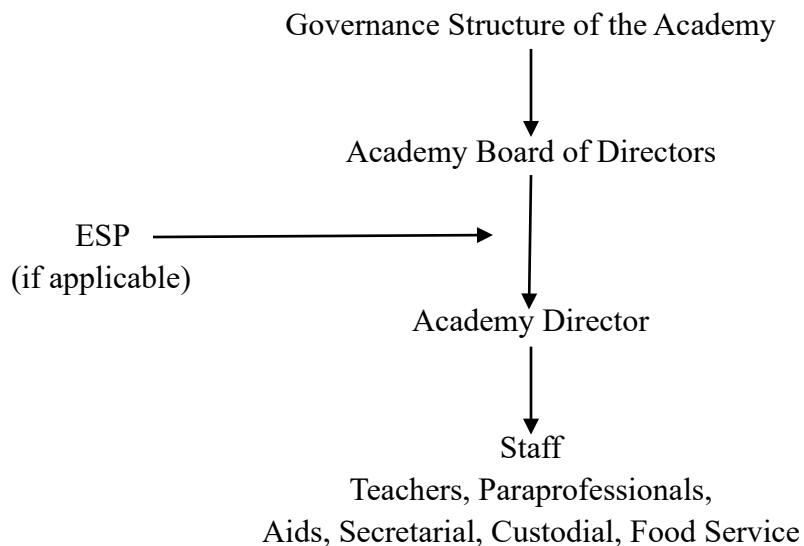 Governance Structure of the Academy
Academy Board of Directors
ESP
(if applicable)
Academy Director
Staff
Teachers, Paraprofessionals,
Aids, Secretarial, Custodial, Food Service